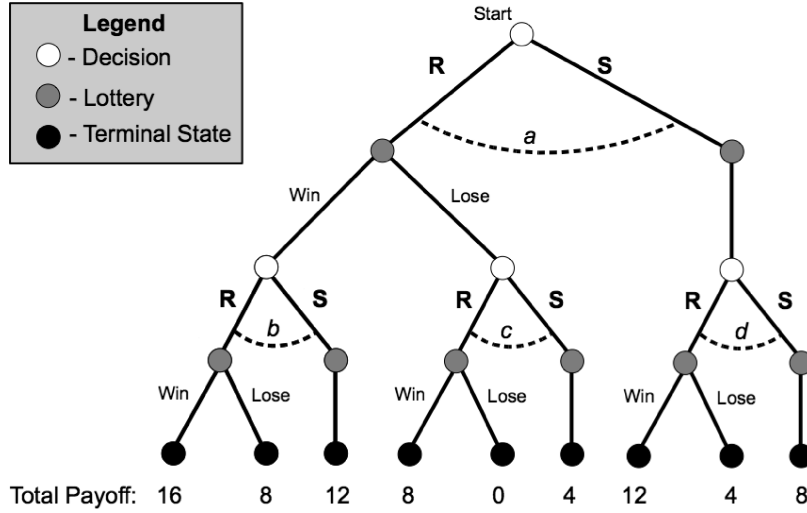 Legend
- Decision
- Lottery
- Terminal State
Start
R
S
a
Win
Lose
R
S
R
S
R
S
b
c
d
Win
Lose
Win
Lose
Win
Lose
Total Payoff: 16 8 12 8 0 4 12 4 8